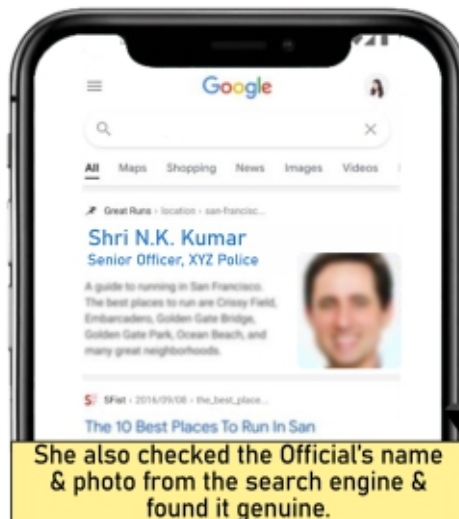 Google
All Maps Shopping News Images Videos
Great Runs › location › san-francisc...
Shri N.K. Kumar
Senior Officer, XYZ Police
A guide to running in San Francisco.
The best places to run are Crissy Field,
Embarcadero, Golden Gate Bridge,
Golden Gate Park, Ocean Beach, and
many great neighborhoods.
SFist › 2016/09/08 › the_best_place...
The 10 Best Places To Run In San
She also checked the Official's name
& photo from the search engine &
found it genuine.